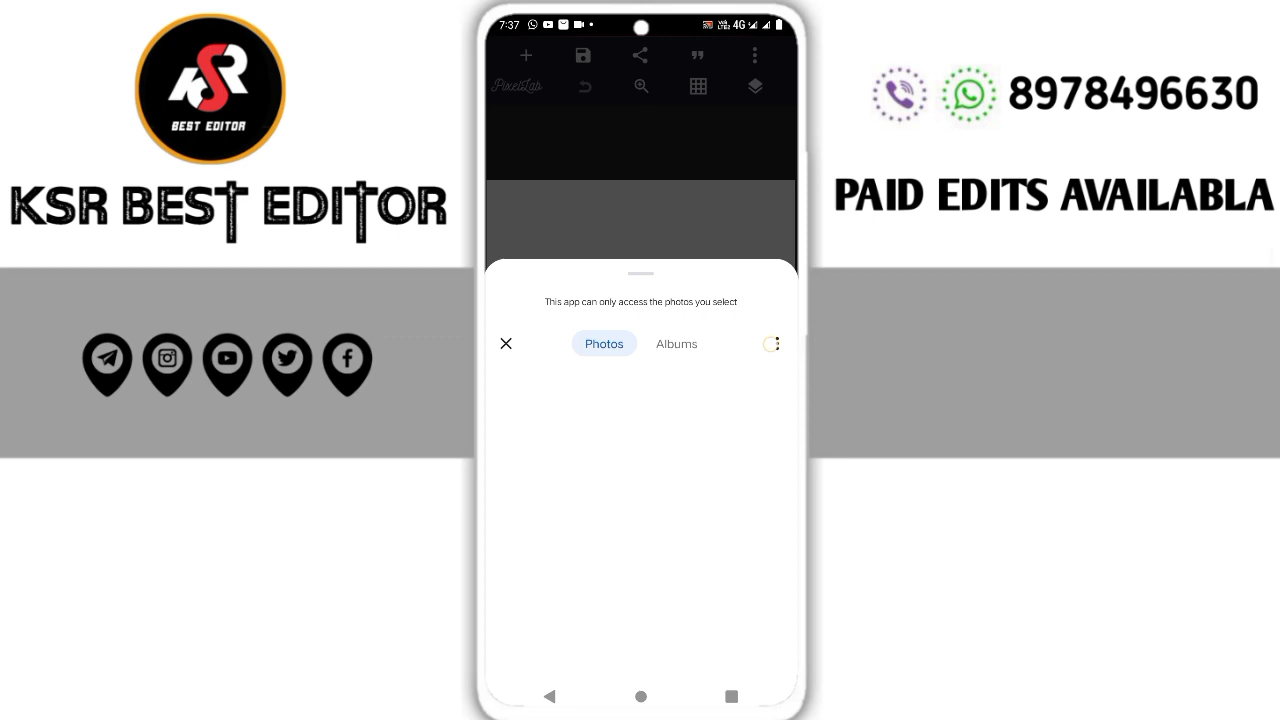 KSR
BEST EDITOR
KSR BEST EDITOR
7:37
4G
PixelLab
This app can only access the photos you select
Photos
Albums
8978496630
PAID EDITS AVAILABLA